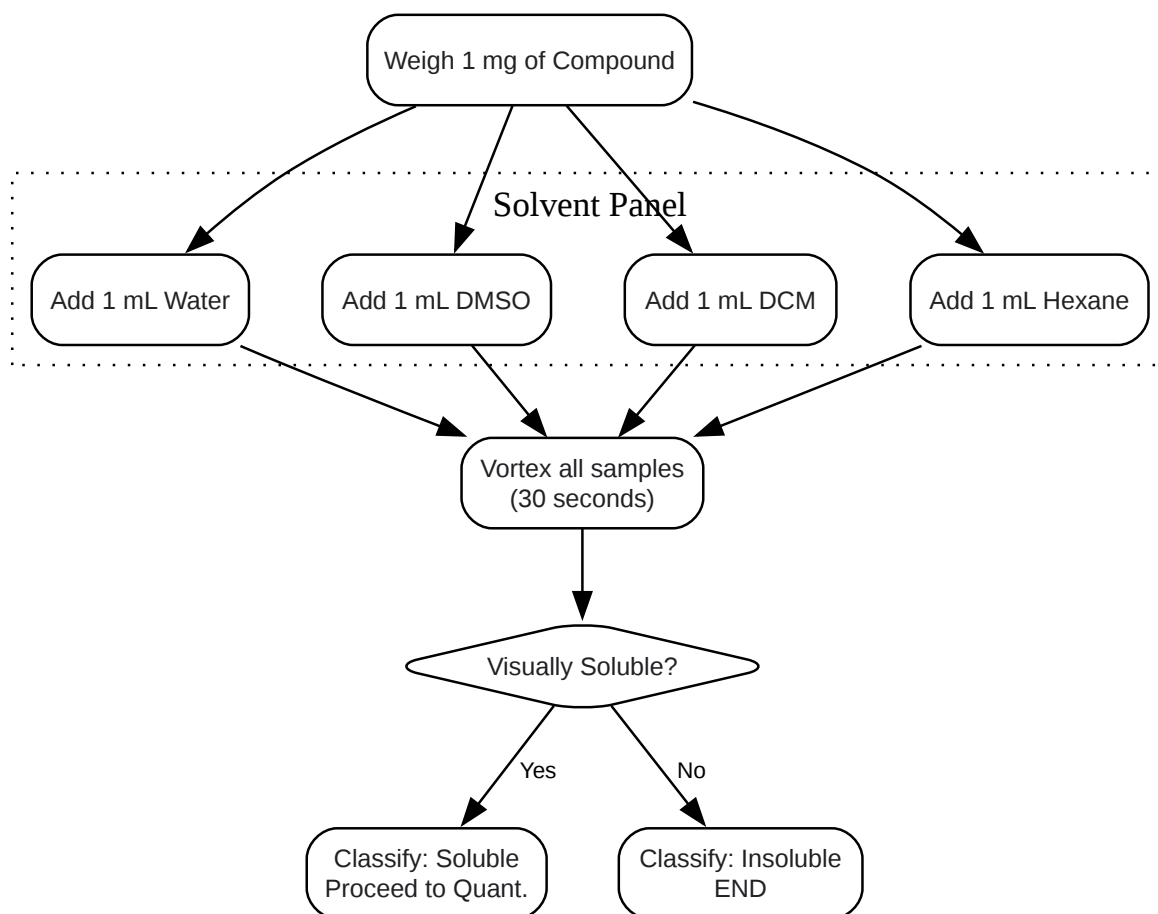 Weigh 1 mg of Compound
Solvent Panel
Add 1 mL Water
Add 1 mL DMSO
Add 1 mL DCM
Add 1 mL Hexane
Vortex all samples
(30 seconds)
Visually Soluble?
Yes
No
Classify: Soluble
Proceed to Quant.
Classify: Insoluble
END